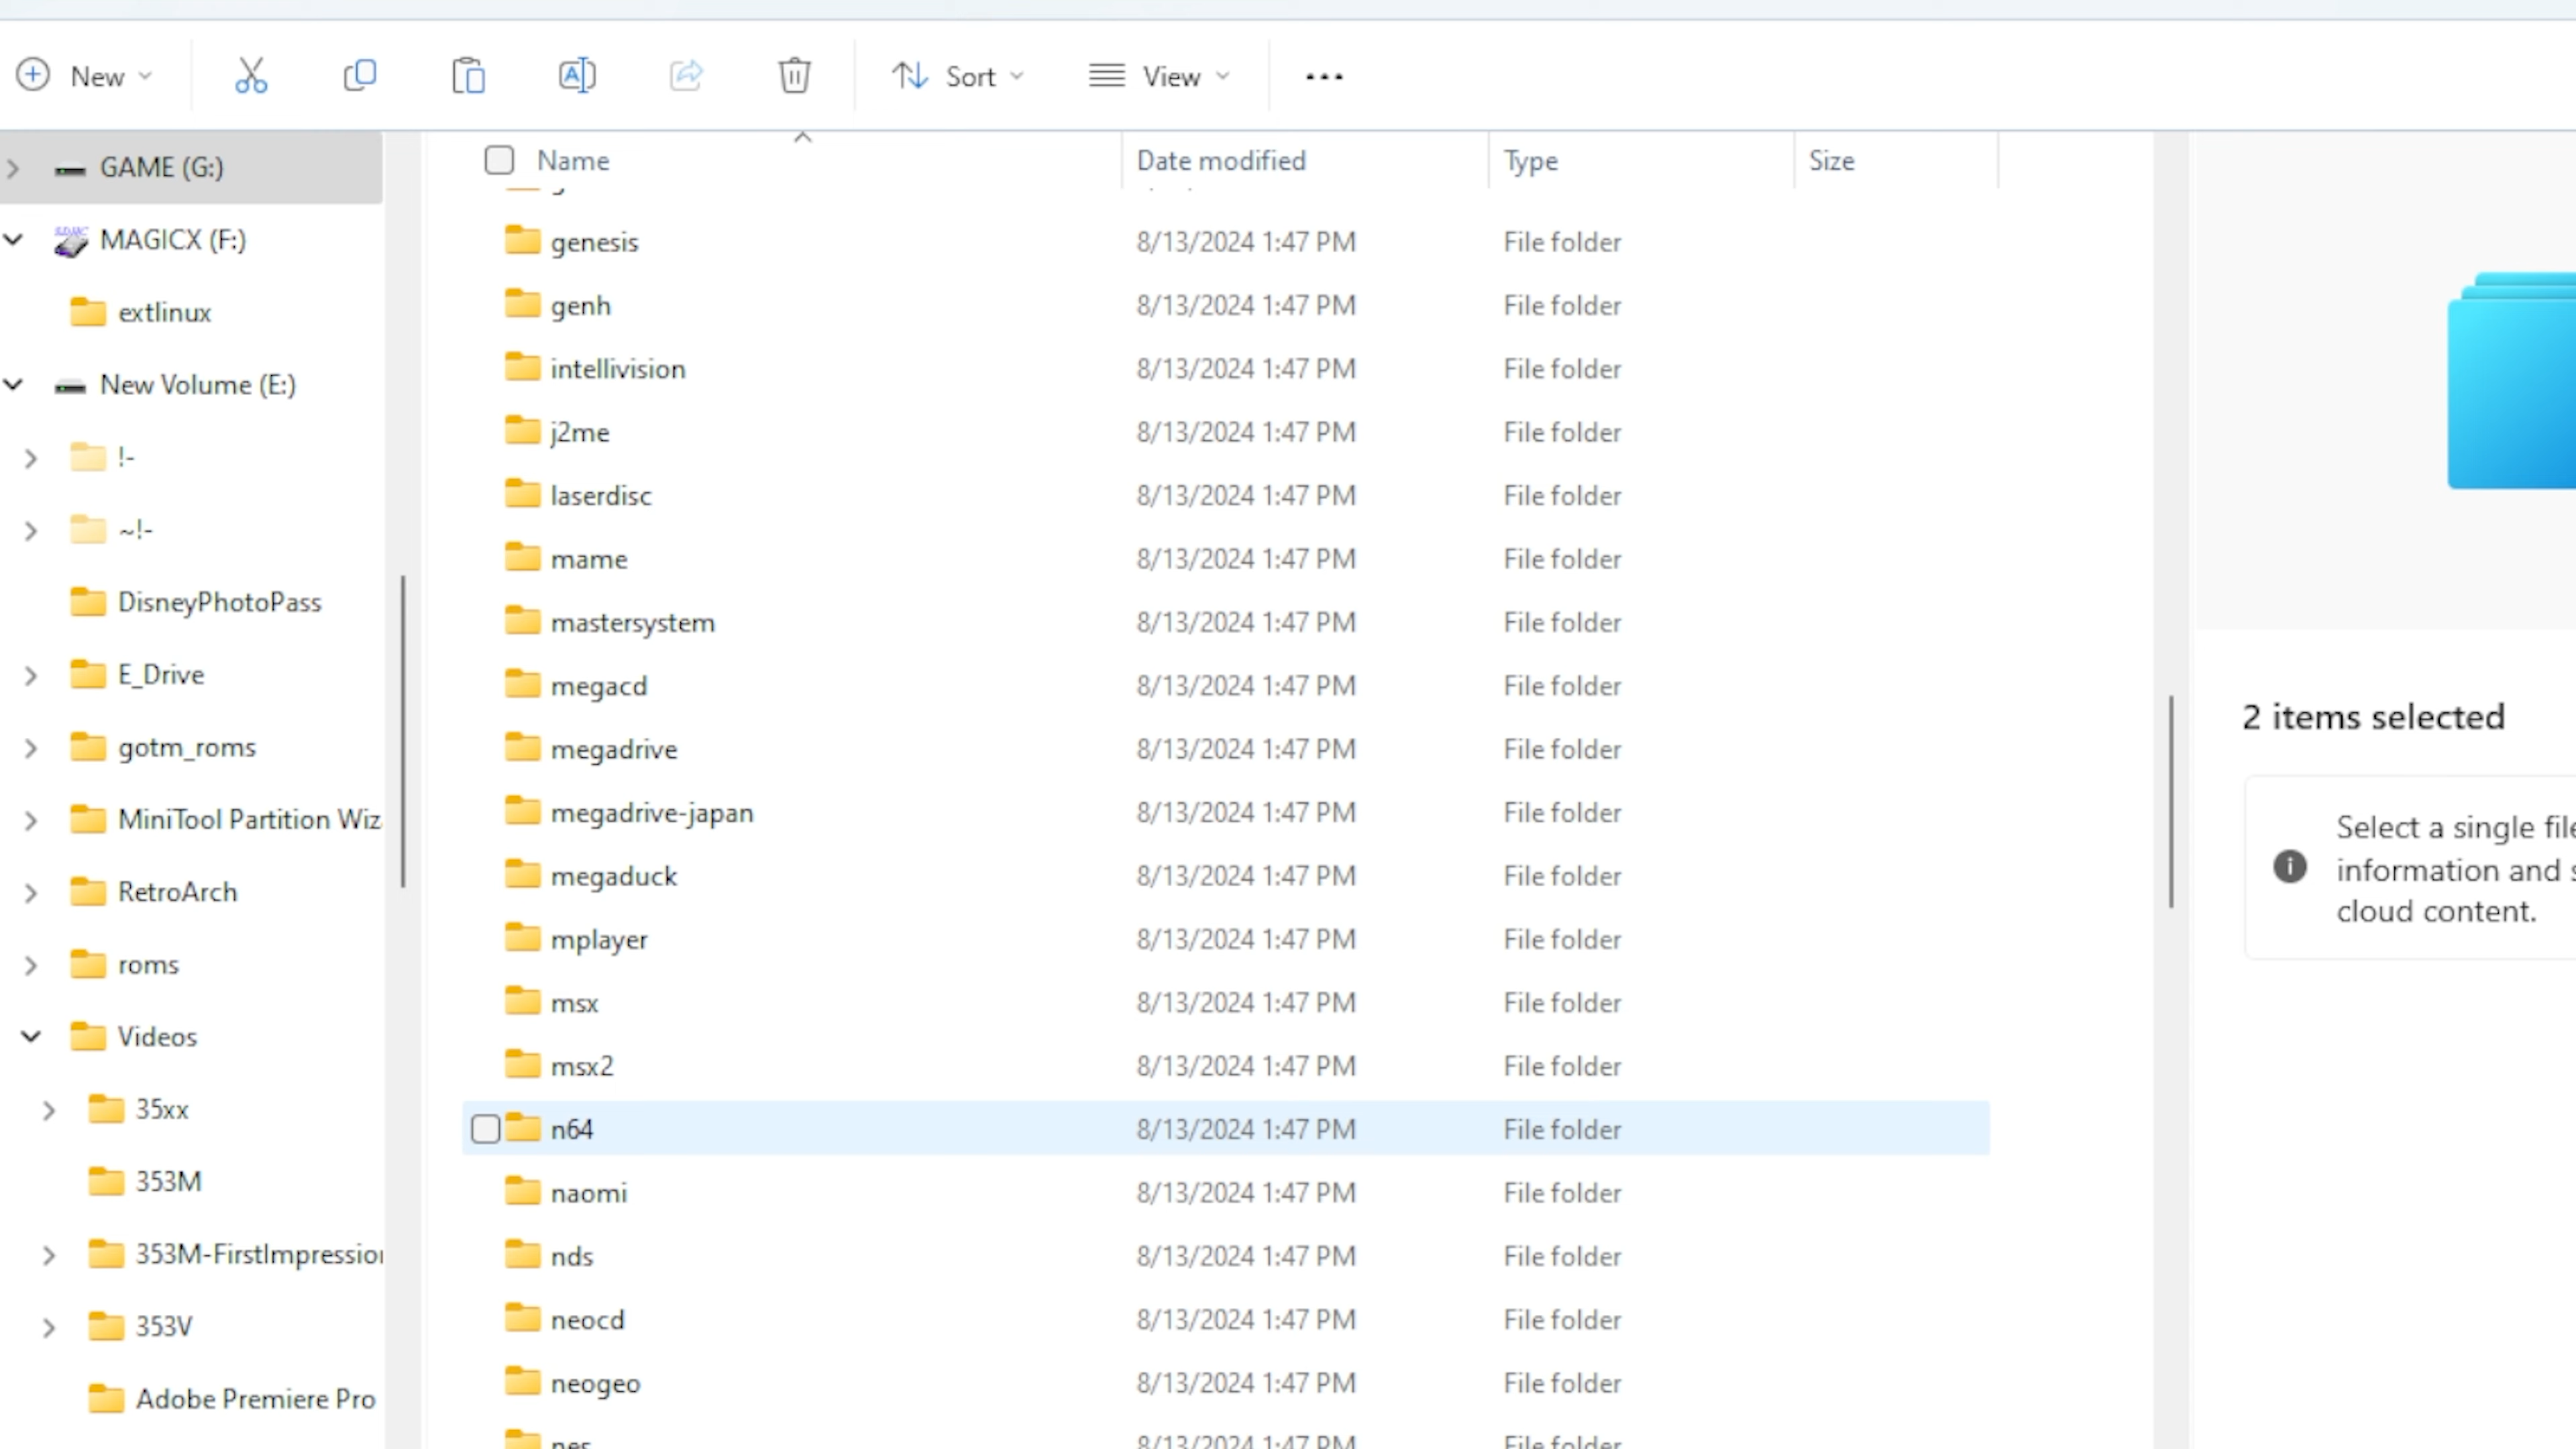 New
Sort
View
GAME (G:)
MAGICX (F:)
extlinux
New Volume (E:)
!-
~!-
DisneyPhotoPass
E_Drive
gotm_roms
MiniTool Partition Wiz
RetroArch
roms
Videos
35xx
353M
353M-FirstImpression
353V
Adobe Premiere Pro
Name Date modified Type Size
genesis 8/13/2024 1:47 PM File folder
genh 8/13/2024 1:47 PM File folder
intellivision 8/13/2024 1:47 PM File folder
j2me 8/13/2024 1:47 PM File folder
laserdisc 8/13/2024 1:47 PM File folder
mame 8/13/2024 1:47 PM File folder
mastersystem 8/13/2024 1:47 PM File folder
megacd 8/13/2024 1:47 PM File folder
megadrive 8/13/2024 1:47 PM File folder
megadrive-japan 8/13/2024 1:47 PM File folder
megaduck 8/13/2024 1:47 PM File folder
mplayer 8/13/2024 1:47 PM File folder
msx 8/13/2024 1:47 PM File folder
msx2 8/13/2024 1:47 PM File folder
n64 8/13/2024 1:47 PM File folder
naomi 8/13/2024 1:47 PM File folder
nds 8/13/2024 1:47 PM File folder
neocd 8/13/2024 1:47 PM File folder
neogeo 8/13/2024 1:47 PM File folder
nes 8/13/2024 1:47 PM File folder
2 items selected
Select a single file
information and
cloud content.